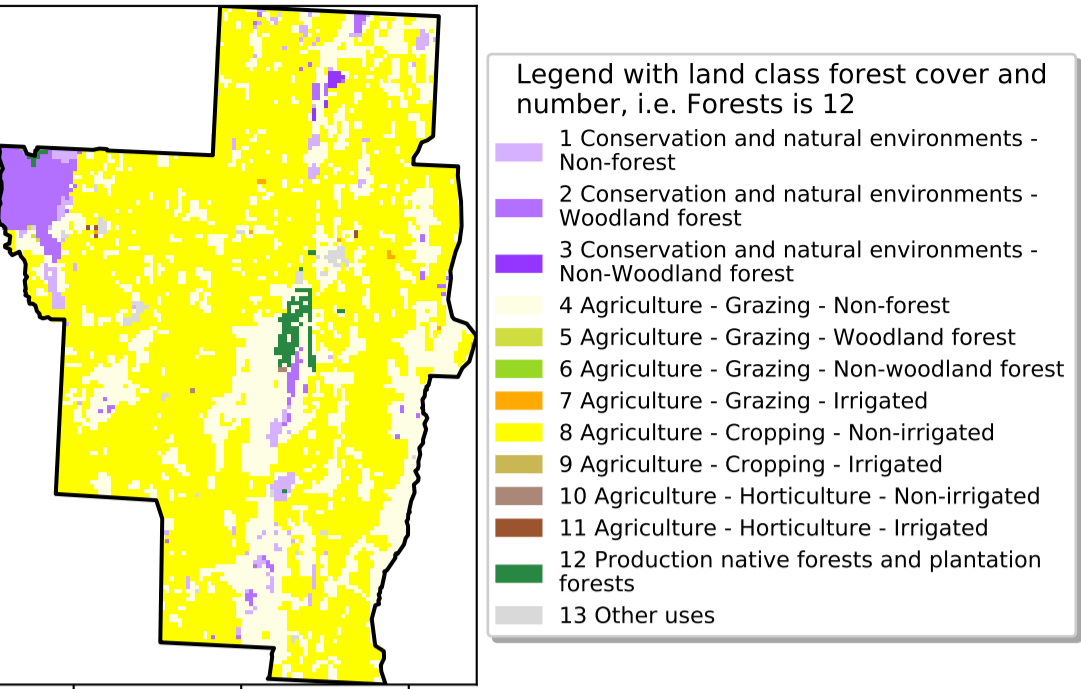 Legend with land class forest cover and
number, i.e. Forests is 12
1 Conservation and natural environments -
Non-forest
2 Conservation and natural environments -
Woodland forest
3 Conservation and natural environments -
Non-Woodland forest
4 Agriculture - Grazing - Non-forest
5 Agriculture - Grazing - Woodland forest
6 Agriculture - Grazing - Non-woodland forest
7 Agriculture - Grazing - Irrigated
8 Agriculture - Cropping - Non-irrigated
9 Agriculture - Cropping - Irrigated
10 Agriculture - Horticulture - Non-irrigated
11 Agriculture - Horticulture - Irrigated
12 Production native forests and plantation
forests
13 Other uses